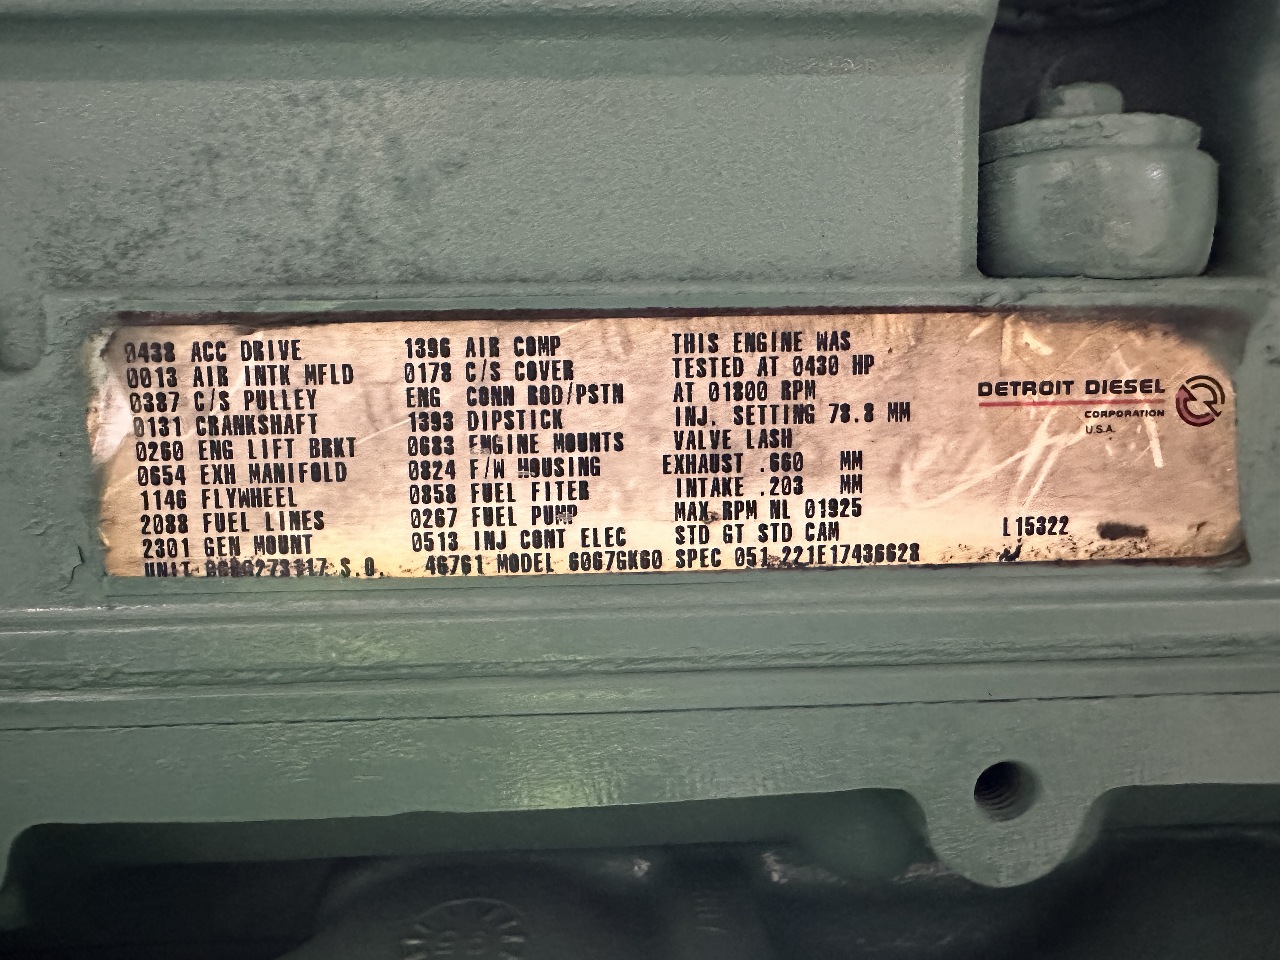 0438 ACC DRIVE
0013 AIR INTK MFLD
0387 C/S PULLEY
0131 CRANKSHAFT
0260 ENG LIFT BRKT
0654 EXH MANIFOLD
1146 FLYWHEEL
2088 FUEL LINES
2301 GEN MOUNT
1396 AIR COMP
0178 C/S COVER
ENG CONN ROD/PSTN
1393 DIPSTICK
0683 ENGINE MOUNTS
0824 F/W HOUSING
0858 FUEL FITER
0267 FUEL PUMP
0513 INJ CONT ELEC
THIS ENGINE WAS
TESTED AT 0430 HP
AT 01800 RPM
INJ. SETTING 78.8 MM
VALVE LASH
EXHAUST .660 MM
INTAKE .203 MM
MAX RPM NL 01925
STD GT STD CAM
UNIT S.O. 46761 MODEL 6067GK60 SPEC 051 221E17436628
DETROIT DIESEL
CORPORATION
U.S.A.
L15322